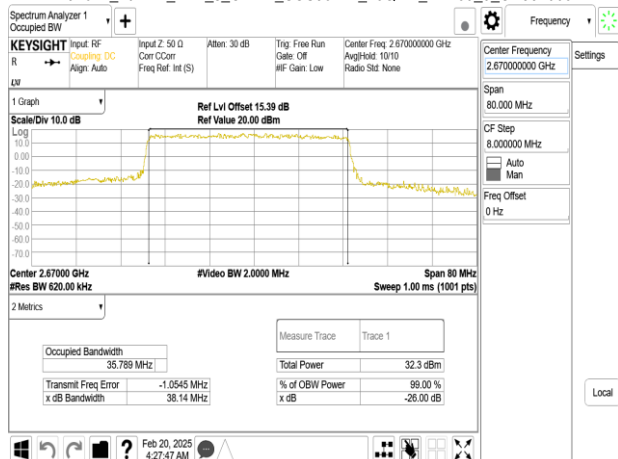 Spectrum Analyzer 1
Occupied BW
Frequency
KEYSIGHT
R
Input: RF
Coupling: DC
Align: Auto
Input Z: 50 Ω
Corr CCorr
Freq Ref: Int (S)
Atten: 30 dB
Trig: Free Run
Gate: Off
#IF Gain: Low
Center Freq: 2.670000000 GHz
Avg|Hold: 10/10
Radio Std: None
1 Graph
Scale/Div 10.0 dB
Ref Lvl Offset 15.39 dB
Ref Value 20.00 dBm
Log
10.0
0.00
-10.0
-20.0
-30.0
-40.0
-50.0
-60.0
-70.0
Center 2.67000 GHz
#Video BW 2.0000 MHz
Span 80 MHz
#Res BW 620.00 kHz
Sweep 1.00 ms (1001 pts)
2 Metrics
Measure Trace
Trace 1
Occupied Bandwidth
35.789 MHz
Total Power
32.3 dBm
Transmit Freq Error
-1.0545 MHz
% of OBW Power
99.00 %
x dB Bandwidth
38.14 MHz
x dB
-26.00 dB
Center Frequency
2.670000000 GHz
Settings
Span
80.000 MHz
CF Step
8.000000 MHz
Auto
Man
Freq Offset
0 Hz
Local
Feb 20, 2025
4:27:47 AM